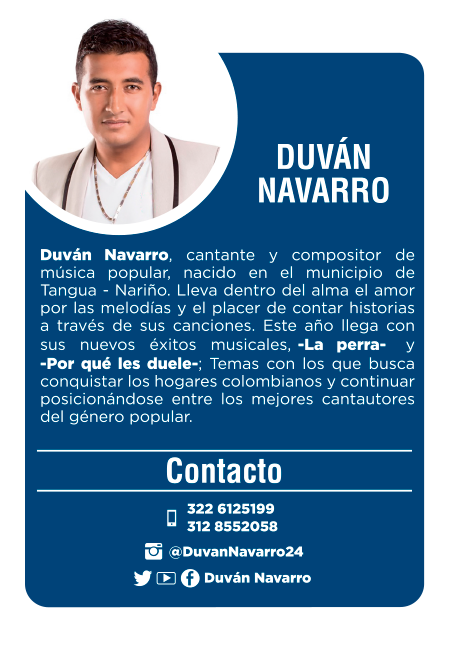 DUVÁN
NAVARRO
Duván Navarro, cantante y compositor de
música popular, nacido en el municipio de
Tangua - Nariño. Lleva dentro del alma el amor
por las melodías y el placer de contar historias
a través de sus canciones. Este año llega con
sus nuevos éxitos musicales, -La perra- y
-Por qué les duele-; Temas con los que busca
conquistar los hogares colombianos y continuar
posicionándose entre los mejores cantautores
del género popular.
Contacto
322 6125199
312 8552058
@DuvanNavarro24
Duván Navarro